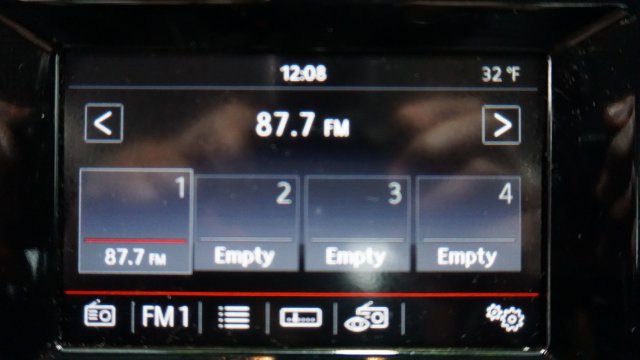 12:08 32 °F
< 87.7 FM >
1 2 3 4
87.7 FM Empty Empty Empty
FM1